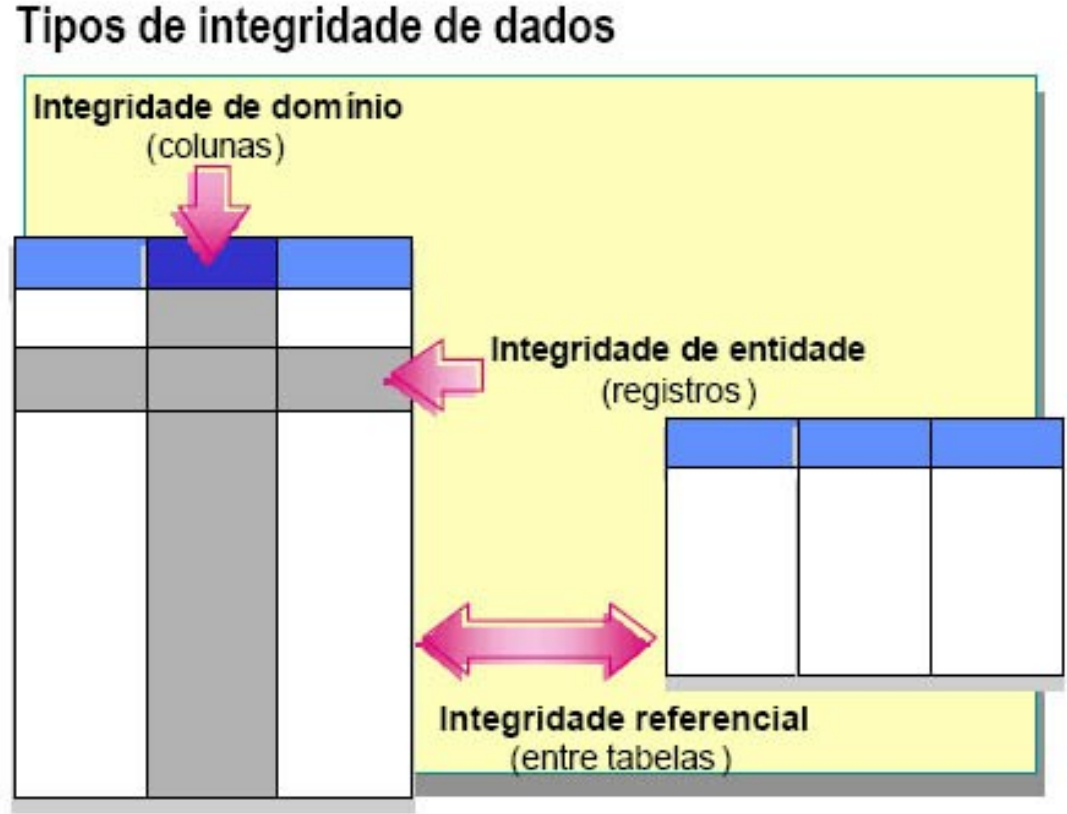 Tipos de integridade de dados
Integridade de domínio
(colunas)
Integridade de entidade
(registros)
Integridade referencial
(entre tabelas)